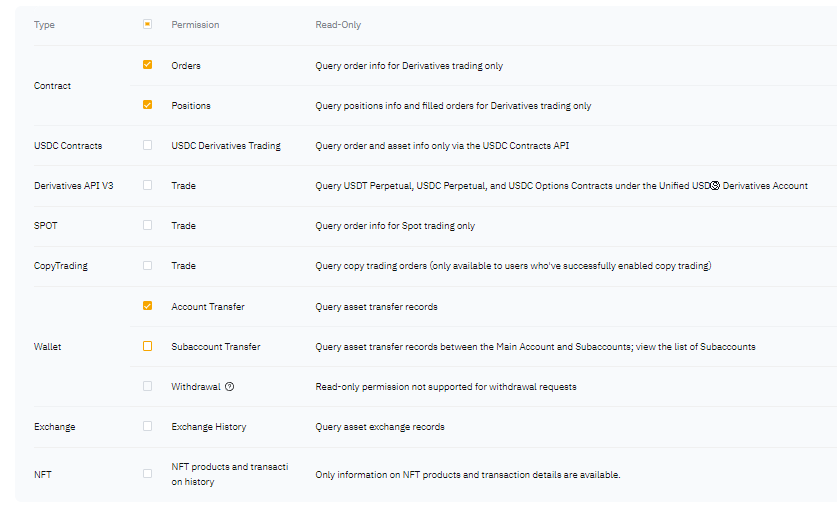 Type Permission Read-Only
Contract
Orders Query order info for Derivatives trading only
Positions Query positions info and filled orders for Derivatives trading only
USDC Contracts USDC Derivatives Trading Query order and asset info only via the USDC Contracts API
Derivatives API V3 Trade Query USDT Perpetual, USDC Perpetual, and USDC Options Contracts under the Unified USD Derivatives Account
SPOT Trade Query order info for Spot trading only
CopyTrading Trade Query copy trading orders (only available to users who've successfully enabled copy trading)
Wallet
Account Transfer Query asset transfer records
Subaccount Transfer Query asset transfer records between the Main Account and Subaccounts; view the list of Subaccounts
Withdrawal ? Read-only permission not supported for withdrawal requests
Exchange Exchange History Query asset exchange records
NFT NFT products and transacti
on history Only information on NFT products and transaction details are available.